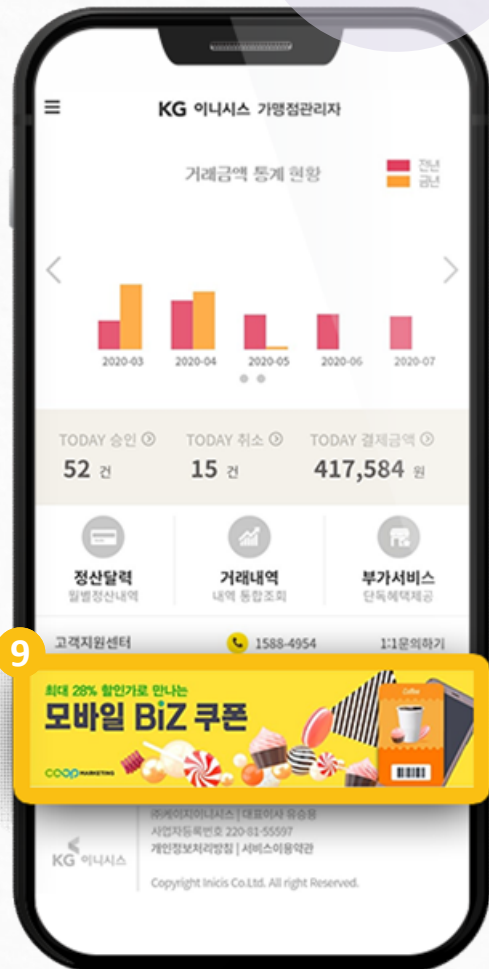 KG 이니시스 가맹점관리자
거래금액 통계 현황
전년
금년
2020-03 2020-04 2020-05 2020-06 2020-07
TODAY 승인 TODAY 취소 TODAY 결제금액
52 건 15 건 417,584 원
정산달력 거래내역 부가서비스
월별정산내역 내역 통합조회 단독혜택제공
고객지원센터 1588-4954 1:1문의하기
9
최대 28% 할인가로 만나는
모바일 BiZ 쿠폰
COOP MARKETING
Coffee
㈜케이지이니시스 | 대표이사 유승용
사업자등록번호 220-81-55597
개인정보처리방침 | 서비스이용약관
KG 이니시스
Copyright Inicis Co.Ltd. All right Reserved.